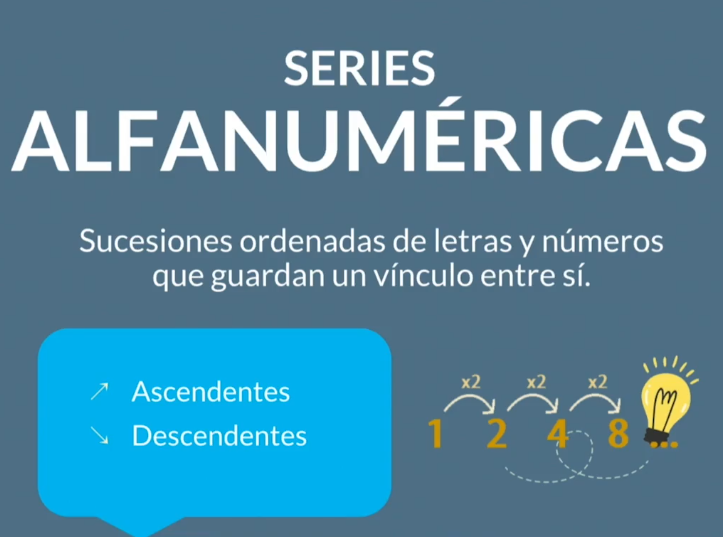 SERIES
ALFANUMÉRICAS
Sucesiones ordenadas de letras y números
que guardan un vínculo entre sí.
↗ Ascendentes
↘ Descendentes
x2 x2 x2
1 2 4 8 ...